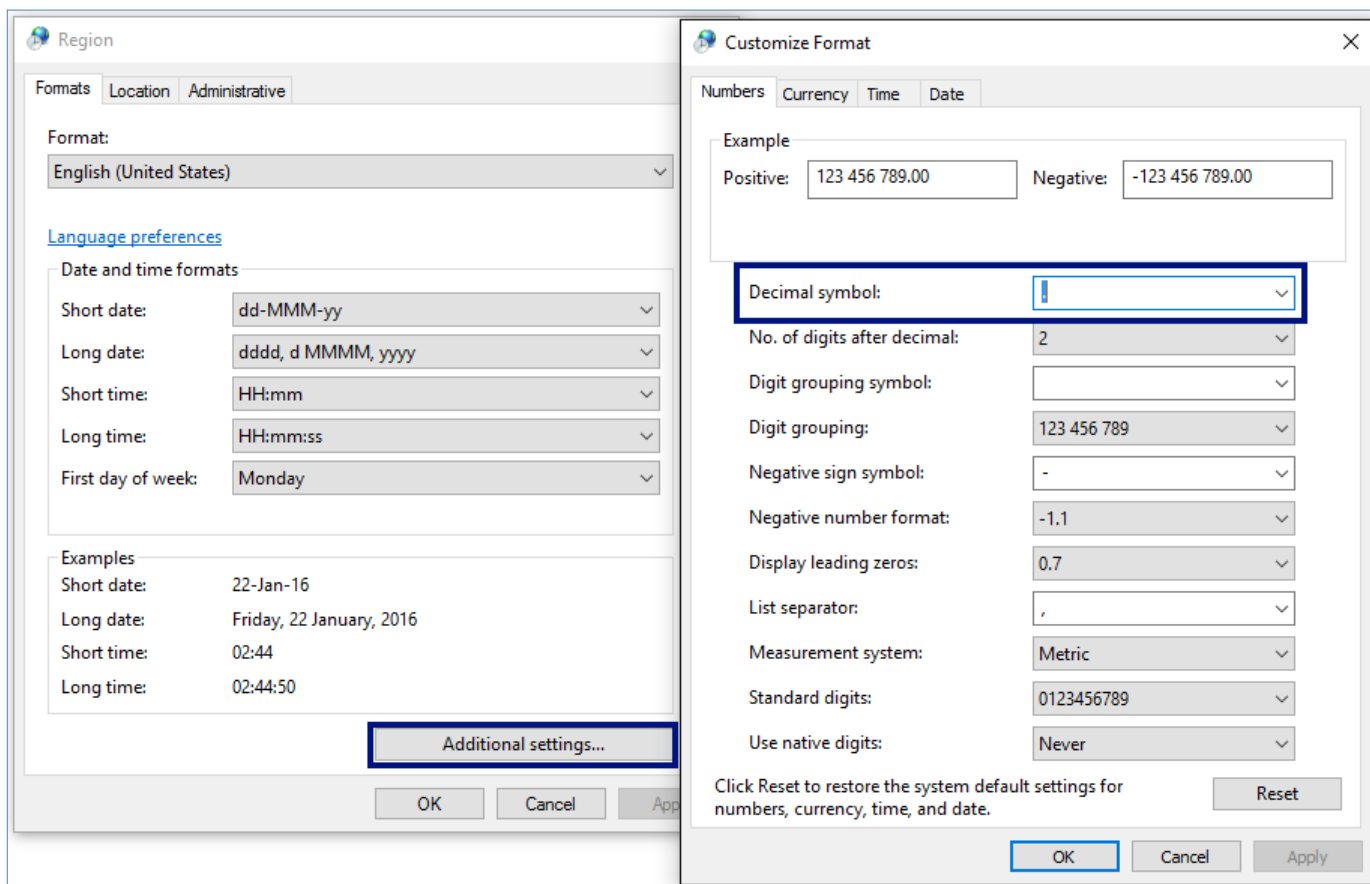 Region
Formats Location Administrative
Format:
English (United States)
Language preferences
Date and time formats
Short date: dd-MMM-yy
Long date: dddd, d MMMM, yyyy
Short time: HH:mm
Long time: HH:mm:ss
First day of week: Monday
Examples
Short date: 22-Jan-16
Long date: Friday, 22 January, 2016
Short time: 02:44
Long time: 02:44:50
Additional settings...
OK Cancel App
Customize Format
Numbers Currency Time Date
Example
Positive: 123 456 789.00 Negative: -123 456 789.00
Decimal symbol: .
No. of digits after decimal: 2
Digit grouping symbol:
Digit grouping: 123 456 789
Negative sign symbol: -
Negative number format: -1.1
Display leading zeros: 0.7
List separator: ,
Measurement system: Metric
Standard digits: 0123456789
Use native digits: Never
Click Reset to restore the system default settings for
numbers, currency, time, and date.
Reset
OK Cancel Apply